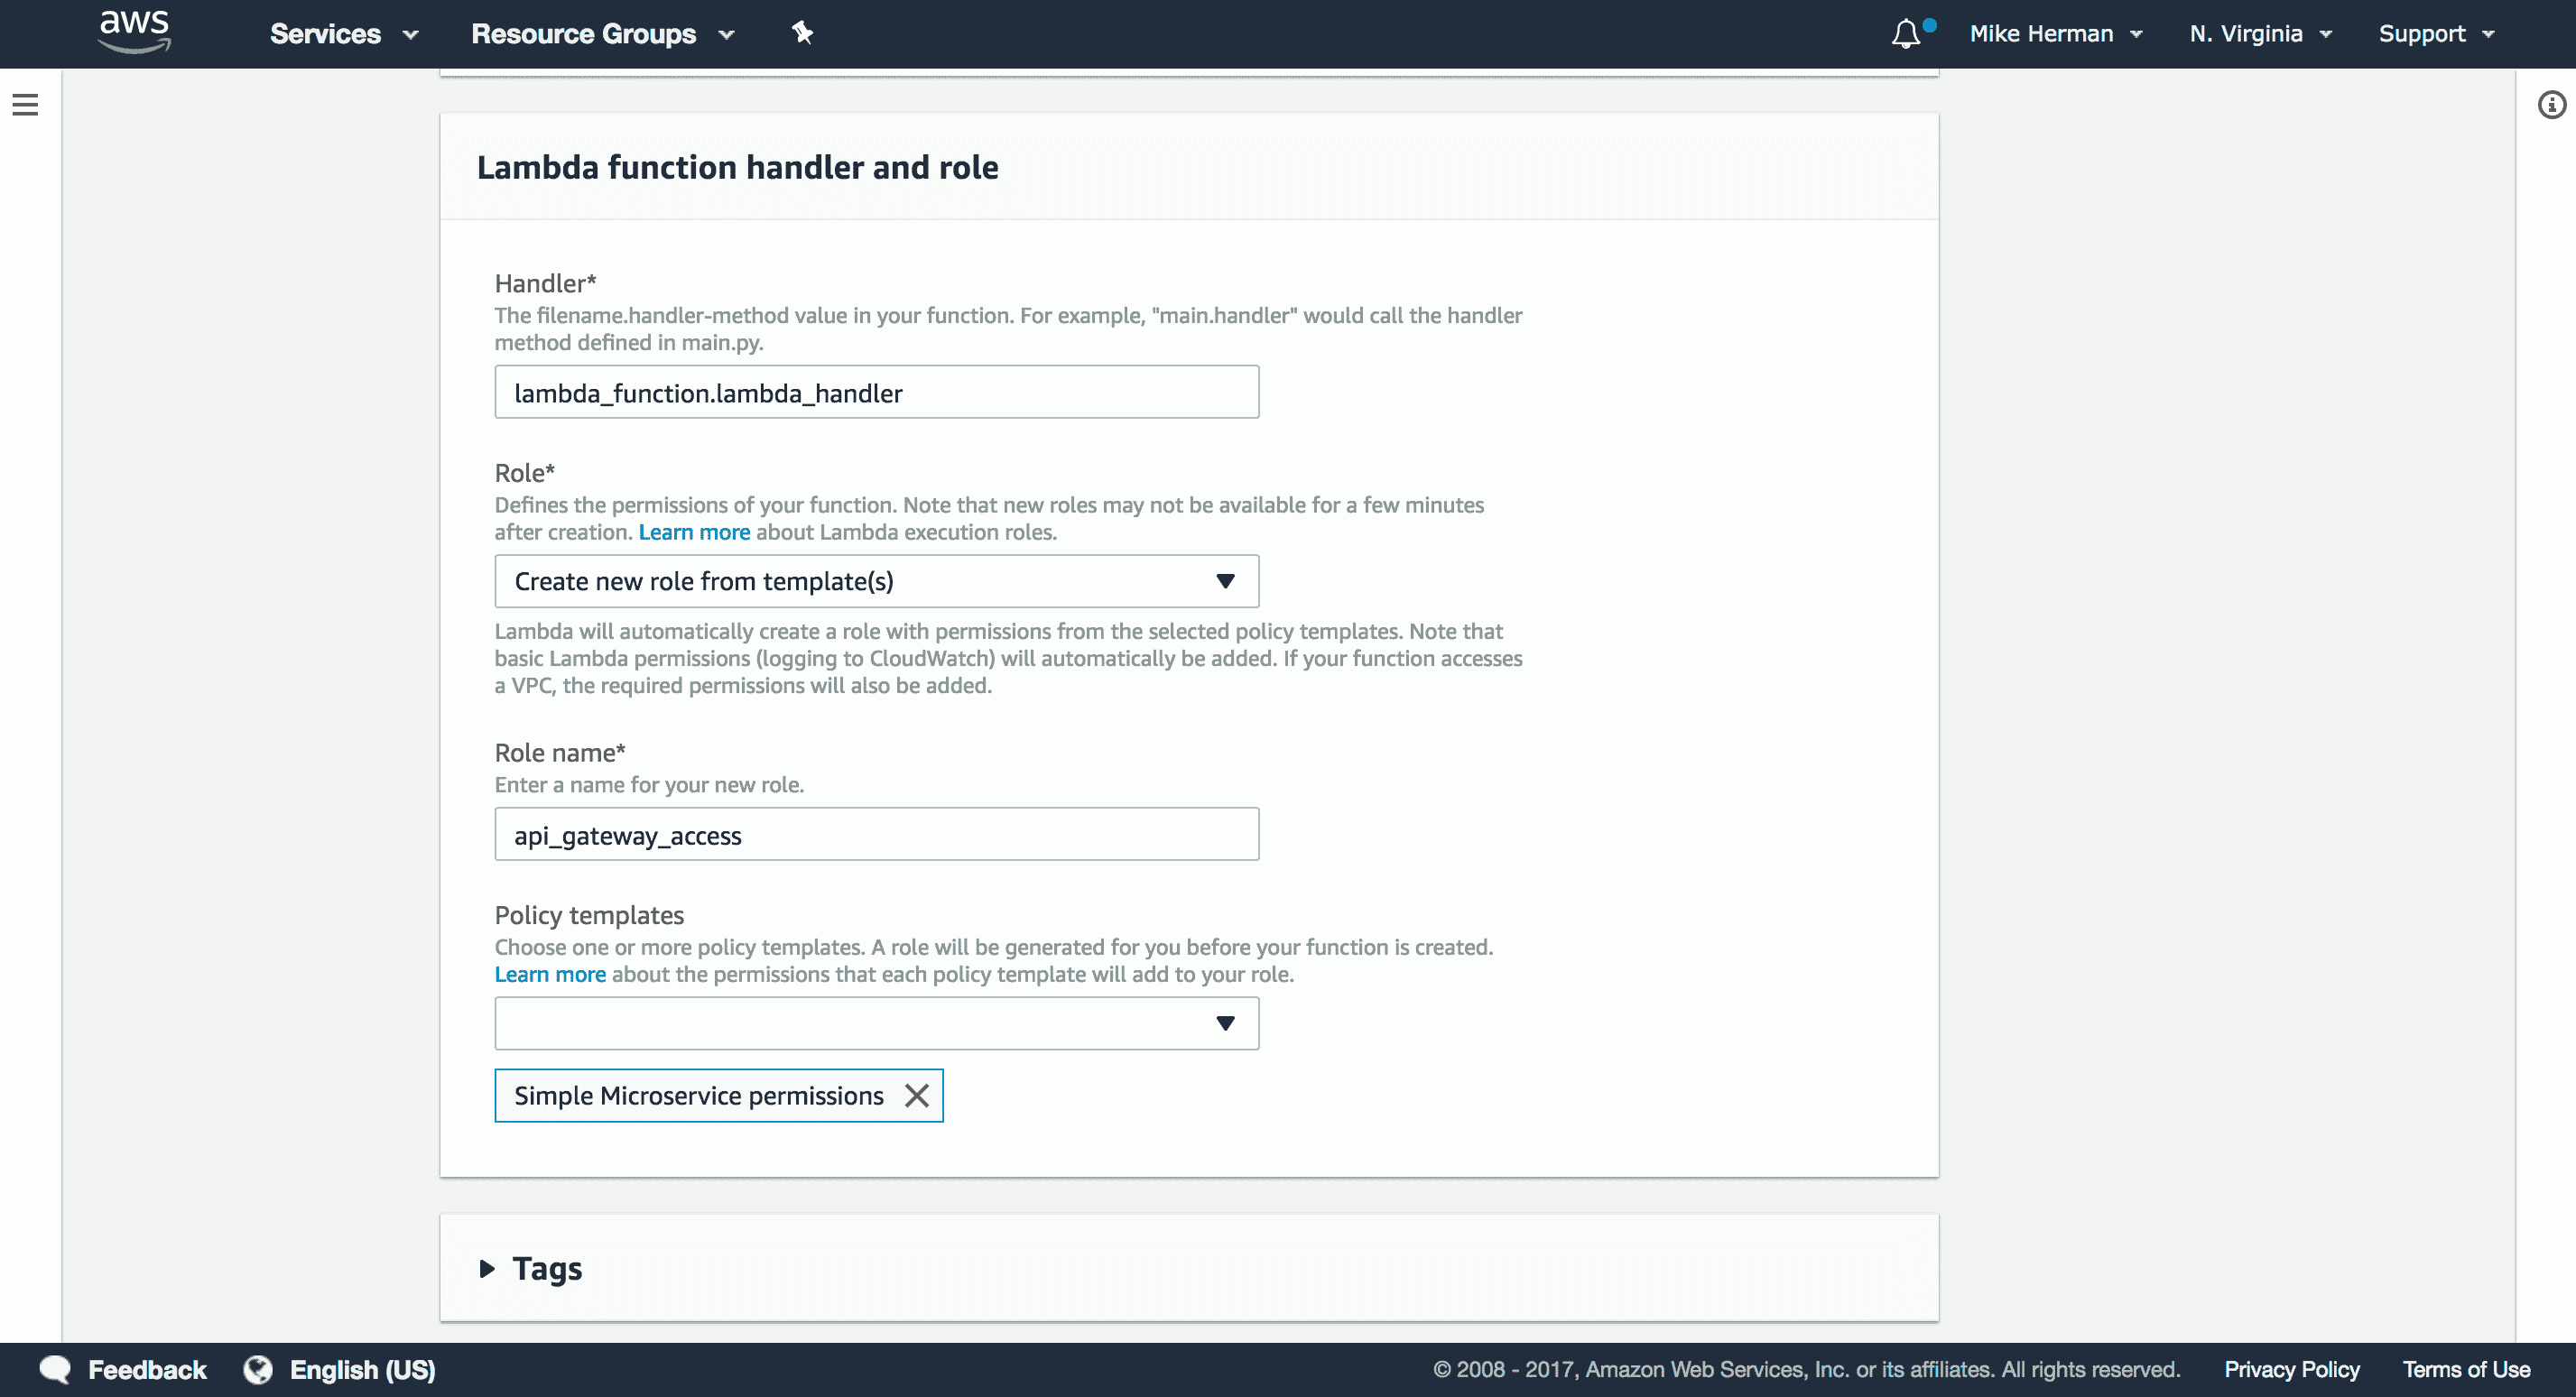 aws Services Resource Groups Mike Herman N. Virginia Support
Lambda function handler and role
Handler*
The filename.handler-method value in your function. For example, "main.handler" would call the handler
method defined in main.py.
lambda_function.lambda_handler
Role*
Defines the permissions of your function. Note that new roles may not be available for a few minutes
after creation. Learn more about Lambda execution roles.
Create new role from template(s)
Lambda will automatically create a role with permissions from the selected policy templates. Note that
basic Lambda permissions (logging to CloudWatch) will automatically be added. If your function accesses
a VPC, the required permissions will also be added.
Role name*
Enter a name for your new role.
api_gateway_access
Policy templates
Choose one or more policy templates. A role will be generated for you before your function is created.
Learn more about the permissions that each policy template will add to your role.
Simple Microservice permissions
Tags
Feedback English (US) © 2008 - 2017, Amazon Web Services, Inc. or its affiliates. All rights reserved. Privacy Policy Terms of Use